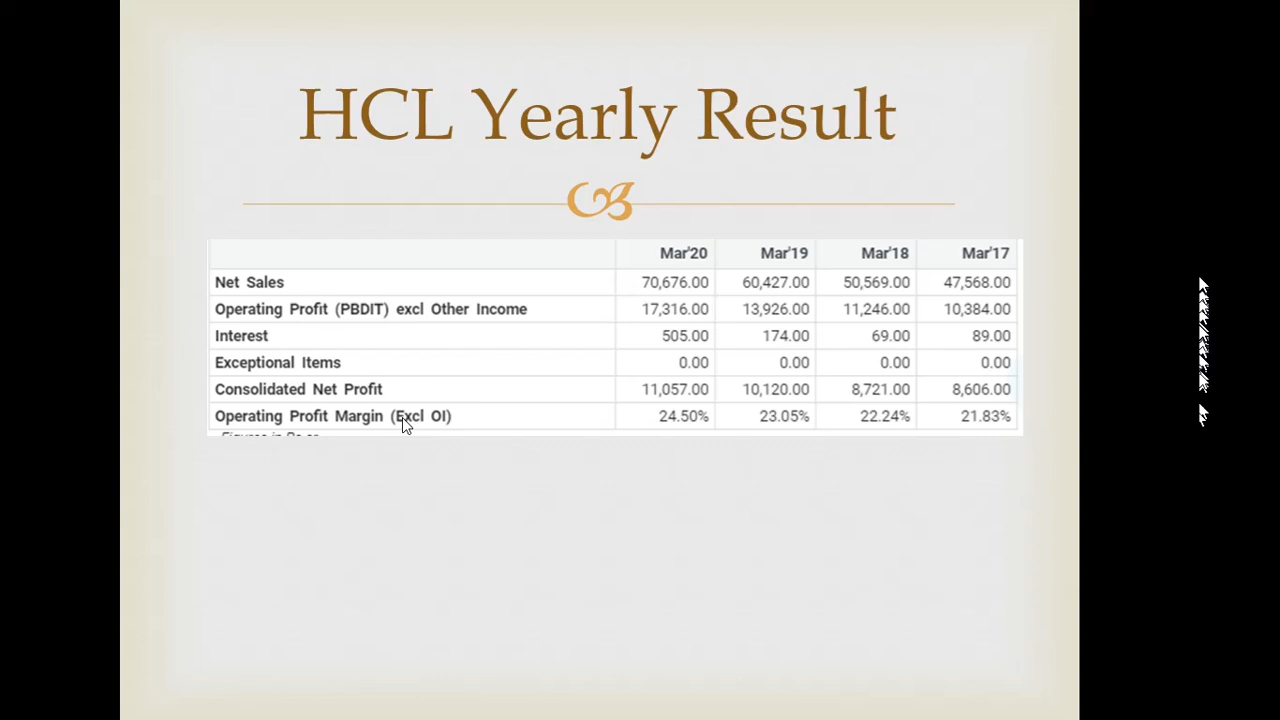 HCL Yearly Result
Mar'20 Mar'19 Mar'18 Mar'17
Net Sales 70,676.00 60,427.00 50,569.00 47,568.00
Operating Profit (PBDIT) excl Other Income 17,316.00 13,926.00 11,246.00 10,384.00
Interest 505.00 174.00 69.00 89.00
Exceptional Items 0.00 0.00 0.00 0.00
Consolidated Net Profit 11,057.00 10,120.00 8,721.00 8,606.00
Operating Profit Margin (Excl OI) 24.50% 23.05% 22.24% 21.83%